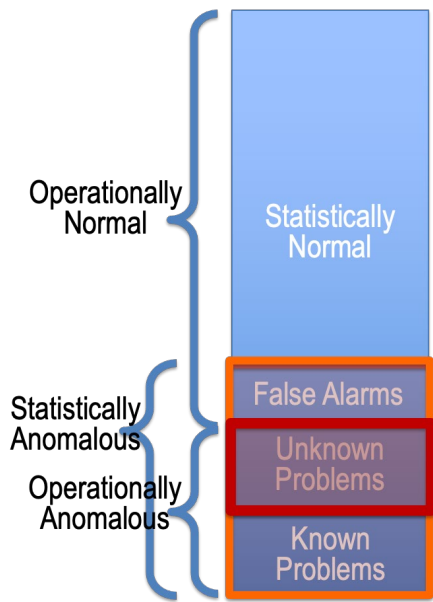 Operationally
Normal
Statistically
Normal
False Alarms
Statistically
Anomalous
Unknown
Problems
Operationally
Anomalous
Known
Problems